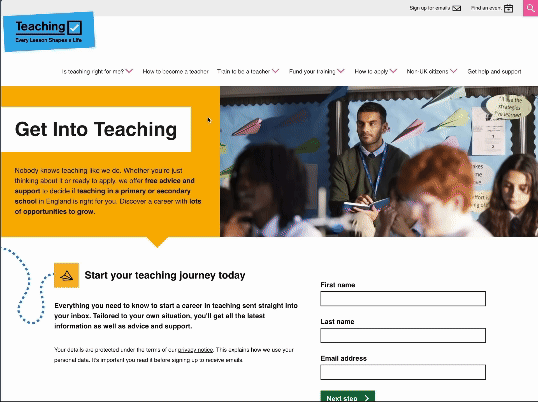 Sign up for emails
Find an event
Teaching
Every Lesson Shapes a Life
Is teaching right for me?
How to become a teacher
Train to be a teacher
Fund your training
How to apply
Non-UK citizens
Get help and support
Get Into Teaching
Nobody knows teaching like we do. Whether you're just
thinking about it or ready to apply, we offer free advice and
support to decide if teaching in a primary or secondary
school in England is right for you. Discover a career with lots
of opportunities to grow.
Start your teaching journey today
Everything you need to know to start a career in teaching sent straight into
your inbox. Tailored to your own situation, you'll get all the latest
information as well as advice and support.
Your details are protected under the terms of our privacy notice. This explains how we use your
personal data. It's important you read it before signing up to receive emails.
First name
Last name
Email address
Next step